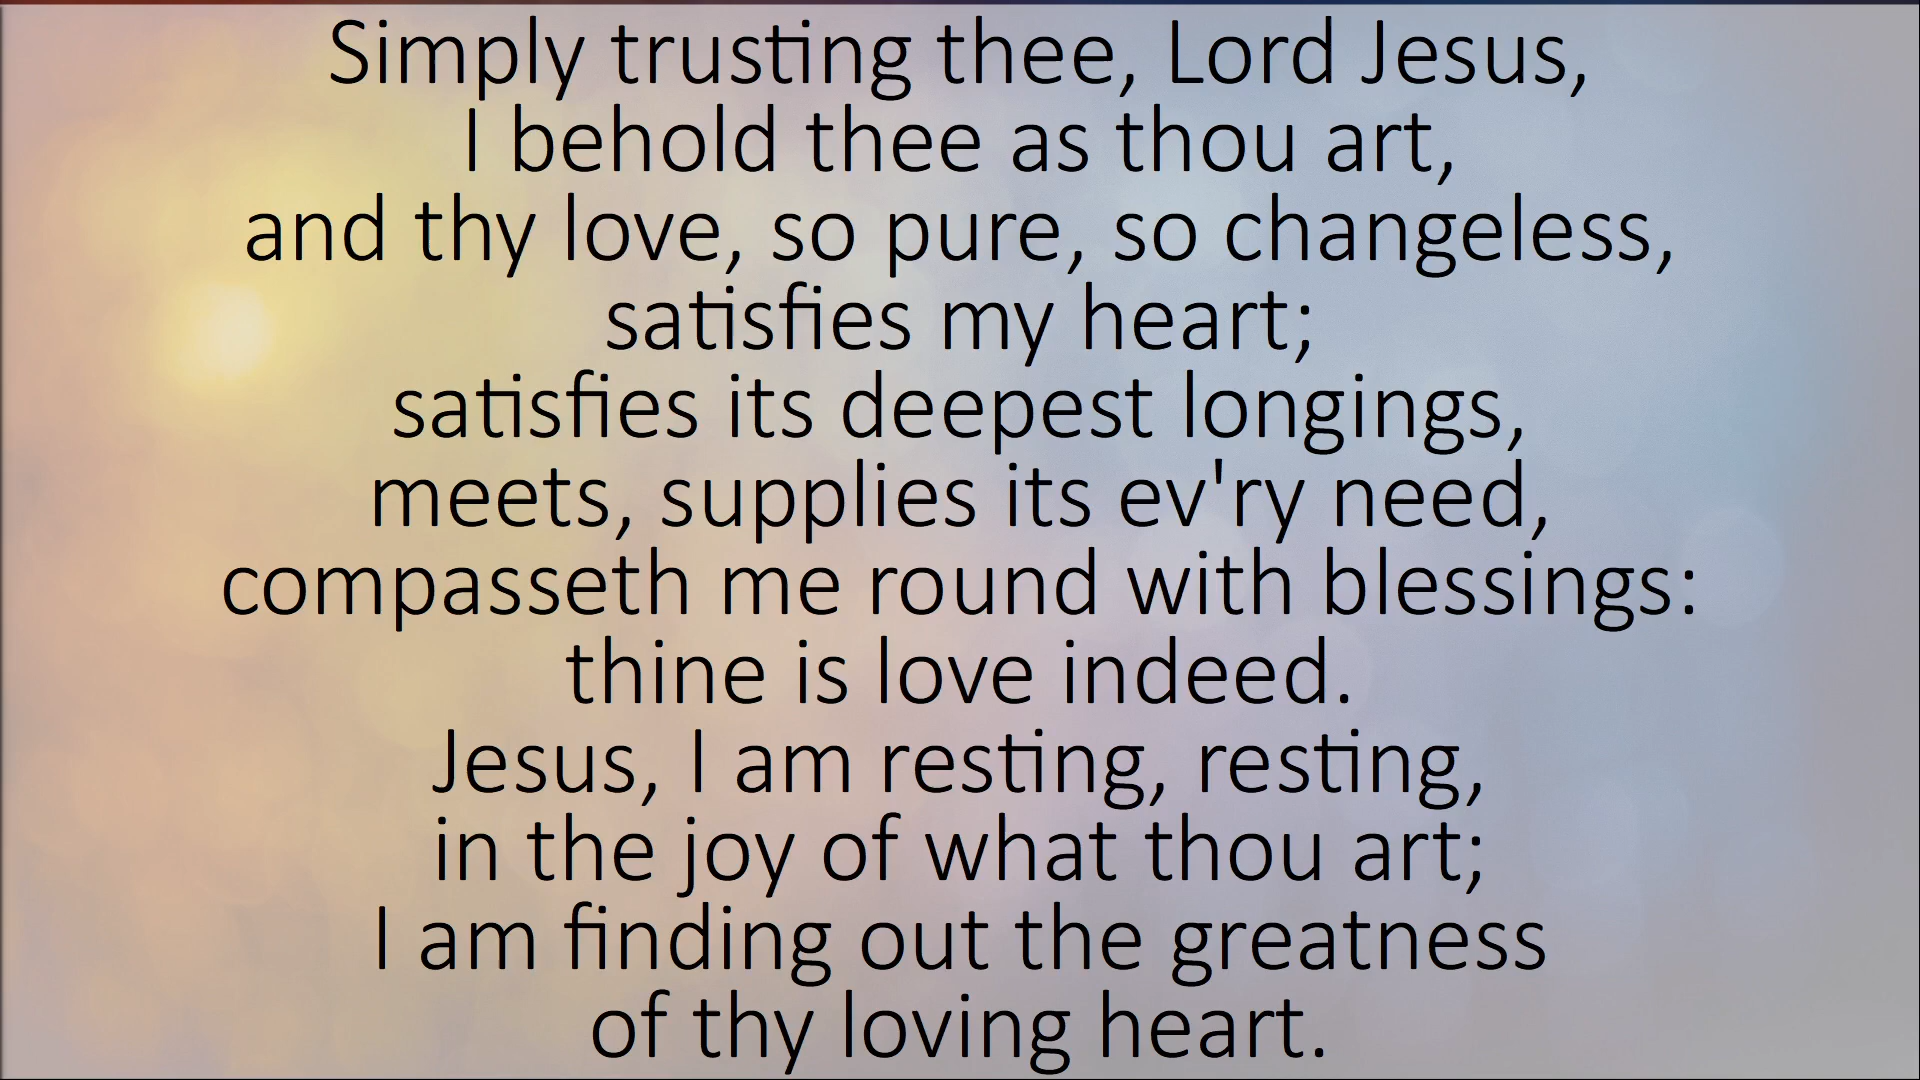 Simply trusting thee, Lord Jesus,
I behold thee as thou art,
and thy love, so pure, so changeless,
satisfies my heart;
satisfies its deepest longings,
meets, supplies its ev'ry need,
compasseth me round with blessings:
thine is love indeed.
Jesus, I am resting, resting,
in the joy of what thou art;
I am finding out the greatness
of thy loving heart.